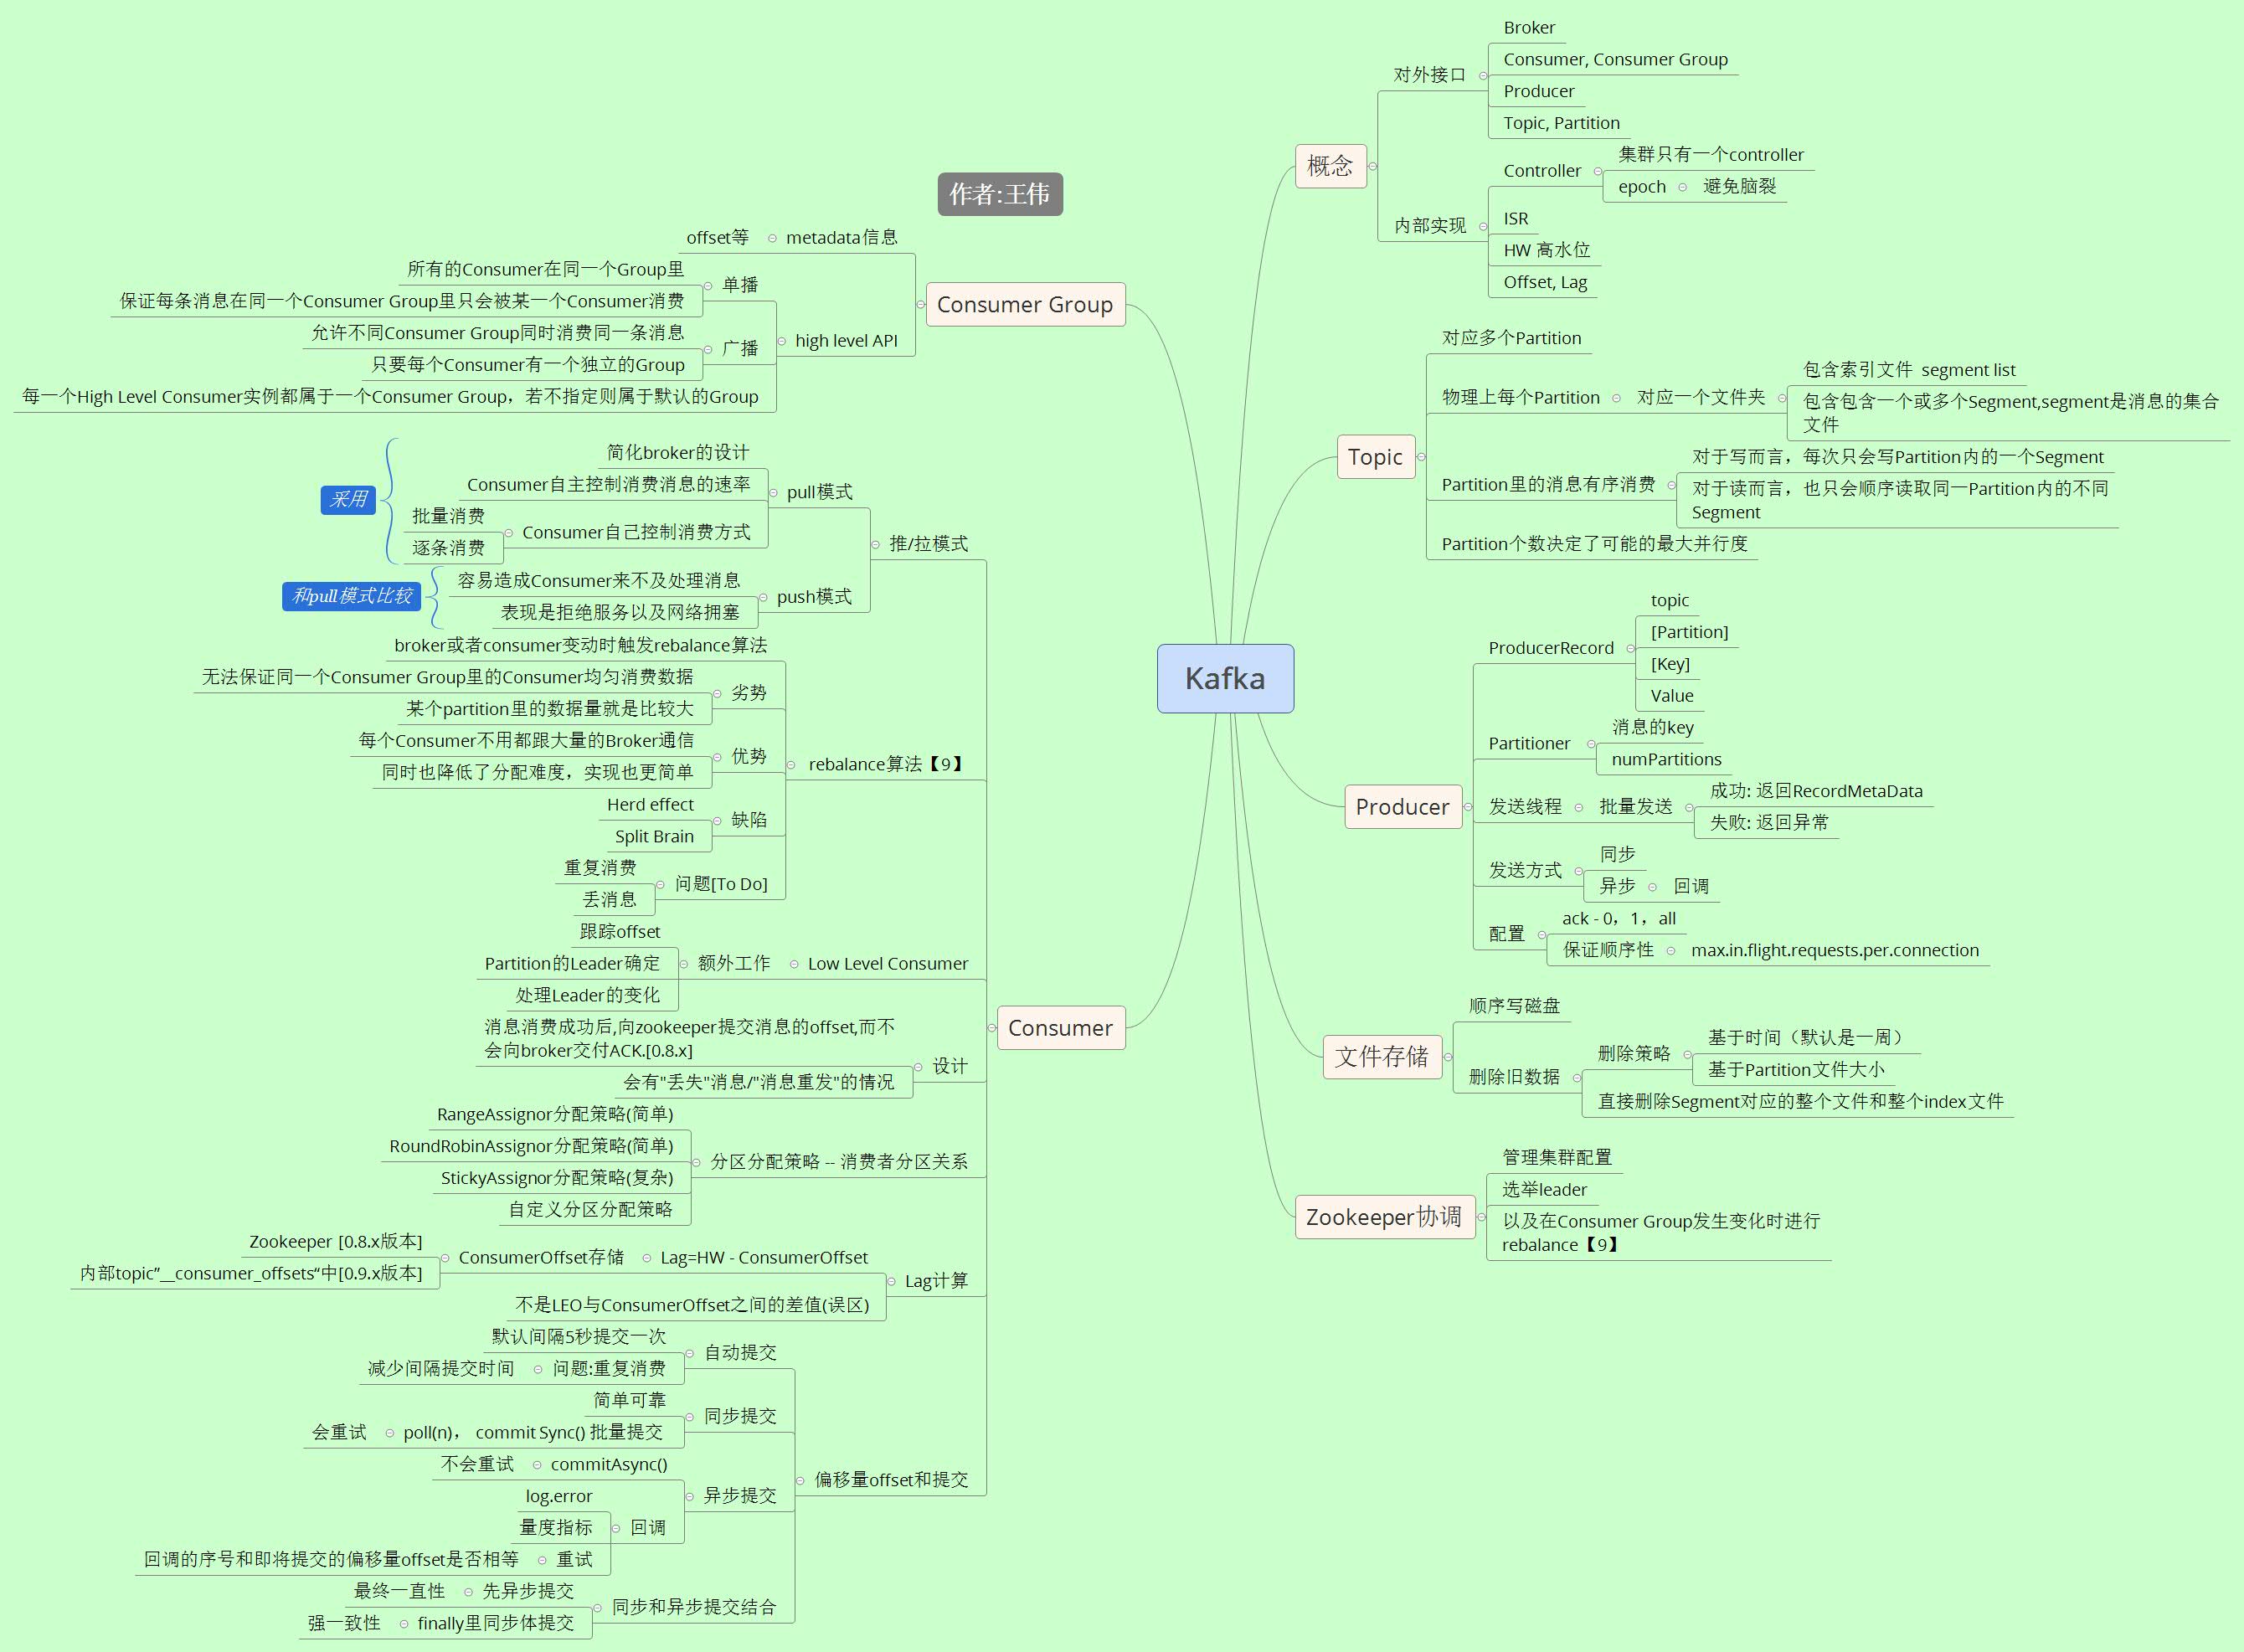 Kafka
作者:王伟
概念
对外接口
Broker
Consumer, Consumer Group
Producer
Topic, Partition
内部实现
Controller
集群只有一个controller
epoch
避免脑裂
ISR
HW 高水位
Offset, Lag
Topic
对应多个Partition
物理上每个Partition
对应一个文件夹
包含索引文件 segment list
包含包含一个或多个Segment,segment是消息的集合
文件
Partition里的消息有序消费
对于写而言，每次只会写Partition内的一个Segment
对于读而言，也只会顺序读取同一Partition内的不同
Segment
Partition个数决定了可能的最大并行度
Producer
ProducerRecord
topic
[Partition]
[Key]
Value
Partitioner
消息的key
numPartitions
发送线程
批量发送
成功: 返回RecordMetaData
失败: 返回异常
发送方式
同步
异步
回调
配置
ack - 0，1，all
保证顺序性
max.in.flight.requests.per.connection
文件存储
顺序写磁盘
删除旧数据
删除策略
基于时间（默认是一周）
基于Partition文件大小
直接删除Segment对应的整个文件和整个index文件
Zookeeper协调
管理集群配置
选举leader
以及在Consumer Group发生变化时进行
rebalance【9】
Consumer Group
metadata信息
offset等
high level API
单播
所有的Consumer在同一个Group里
保证每条消息在同一个Consumer Group里只会被某一个Consumer消费
广播
允许不同Consumer Group同时消费同一条消息
只要每个Consumer有一个独立的Group
每一个High Level Consumer实例都属于一个Consumer Group，若不指定则属于默认的Group
Consumer
推/拉模式
pull模式
简化broker的设计
Consumer自主控制消费消息的速率
Consumer自己控制消费方式
批量消费
逐条消费
采用
push模式
容易造成Consumer来不及处理消息
表现是拒绝服务以及网络拥塞
和pull模式比较
rebalance算法【9】
broker或者consumer变动时触发rebalance算法
劣势
无法保证同一个Consumer Group里的Consumer均匀消费数据
某个partition里的数据量就是比较大
优势
每个Consumer不用都跟大量的Broker通信
同时也降低了分配难度，实现也更简单
缺陷
Herd effect
Split Brain
问题[To Do]
重复消费
丢消息
Low Level Consumer
额外工作
跟踪offset
Partition的Leader确定
处理Leader的变化
设计
消息消费成功后,向zookeeper提交消息的offset,而不
会向broker交付ACK.[0.8.x]
会有"丢失"消息/"消息重发"的情况
分区分配策略 -- 消费者分区关系
RangeAssignor分配策略(简单)
RoundRobinAssignor分配策略(简单)
StickyAssignor分配策略(复杂)
自定义分区分配策略
Lag计算
Lag=HW - ConsumerOffset
ConsumerOffset存储
Zookeeper [0.8.x版本]
内部topic”__consumer_offsets“中[0.9.x版本]
不是LEO与ConsumerOffset之间的差值(误区)
偏移量offset和提交
自动提交
默认间隔5秒提交一次
问题:重复消费
减少间隔提交时间
同步提交
简单可靠
poll(n)， commit Sync() 批量提交
会重试
异步提交
commitAsync()
不会重试
回调
log.error
量度指标
重试
回调的序号和即将提交的偏移量offset是否相等
同步和异步提交结合
先异步提交
最终一直性
finally里同步体提交
强一致性